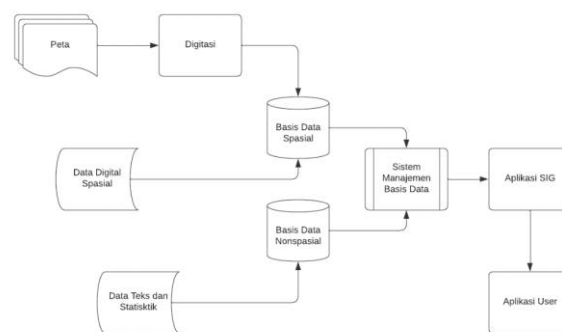 Peta
Digitasi
Basis Data
Spasial
Data Digital
Spasial
Sistem
Manajemen
Basis Data
Aplikasi SIG
Basis Data
Nonspasial
Data Teks dan
Statisktik
Aplikasi User